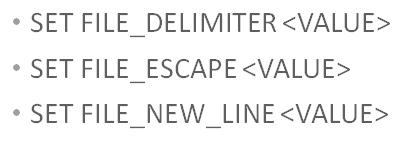 • SET FILE_DELIMITER <VALUE>
• SET FILE_ESCAPE <VALUE>
• SET FILE_NEW_LINE <VALUE>